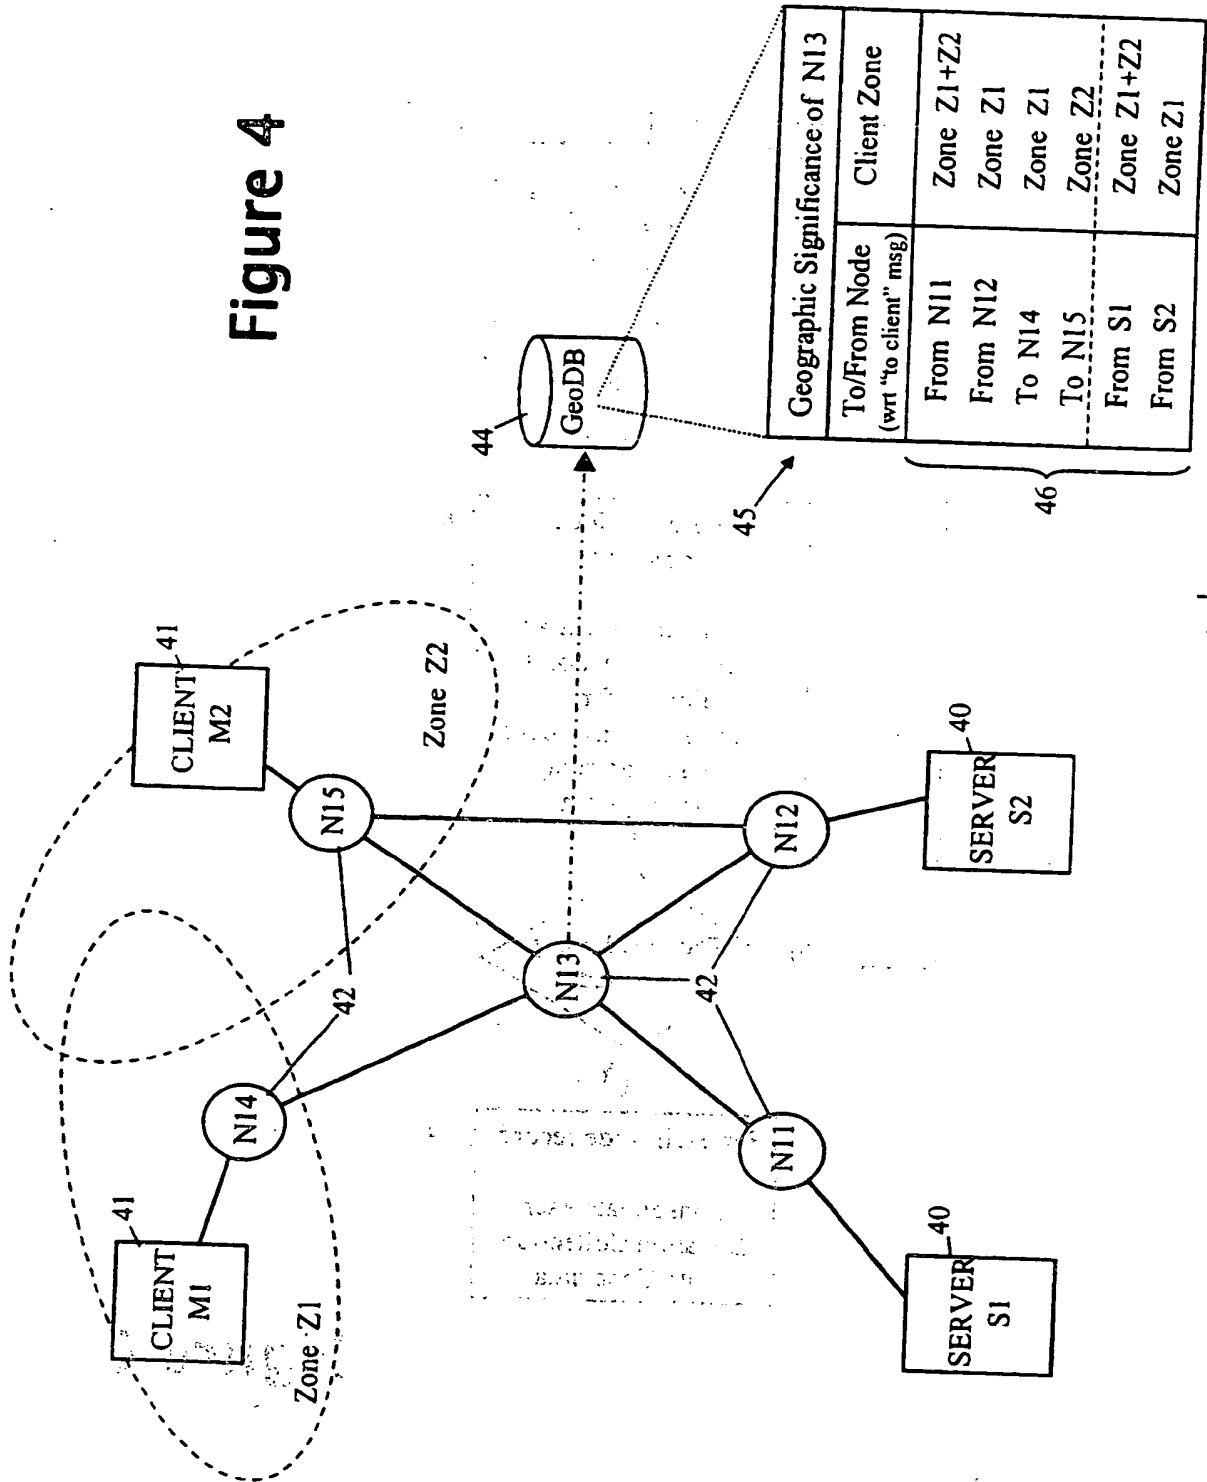 Figure 4
41
CLIENT
M1
Zone Z1
N14
42
41
CLIENT
M2
N15
Zone Z2
N13
42
N11
N12
40
SERVER
S1
40
SERVER
S2
44
GeoDB
45
46
Geographic Significance of N13
To/From Node
(wrt "to client" msg)
Client Zone
From N11 Zone Z1+Z2
From N12 Zone Z1
To N14 Zone Z1
To N15 Zone Z2
From S1 Zone Z1+Z2
From S2 Zone Z1